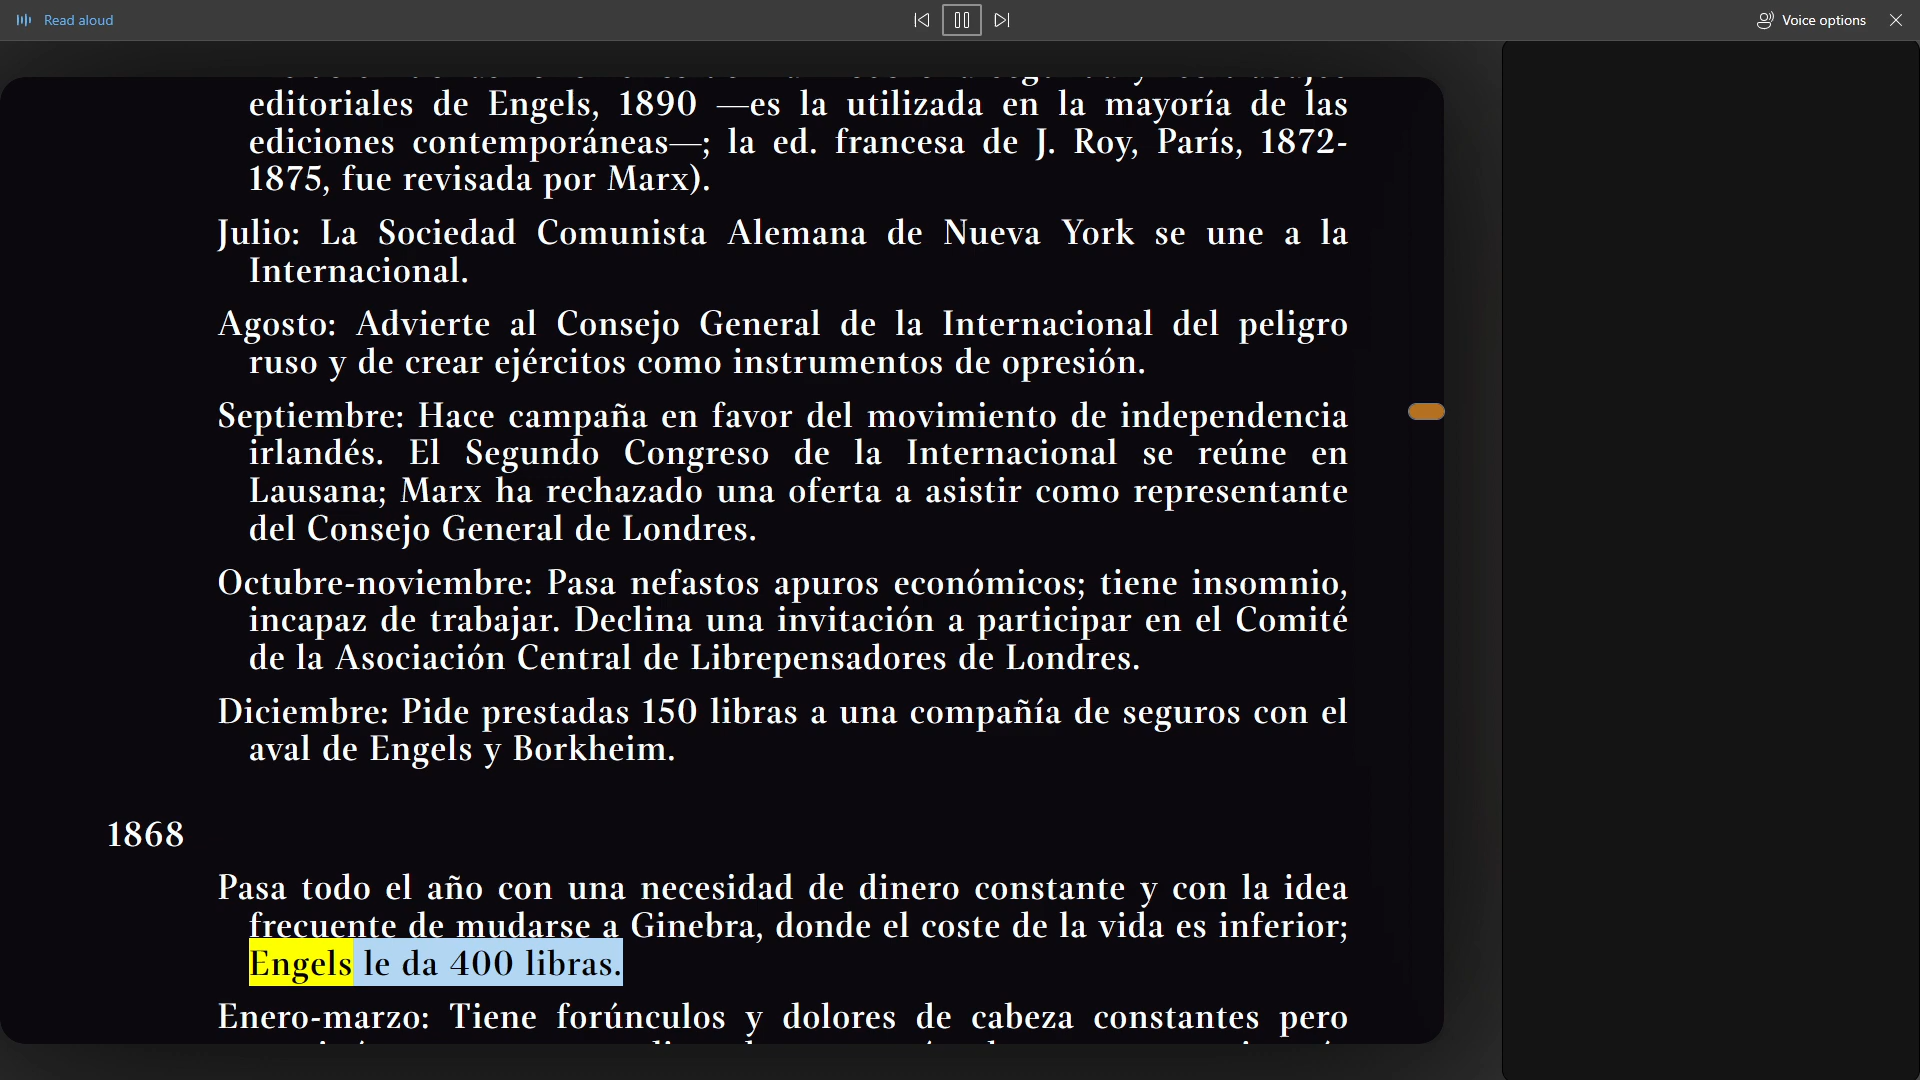 Read aloud
Voice options
editoriales de Engels, 1890 —es la utilizada en la mayoría de las
ediciones contemporáneas—; la ed. francesa de J. Roy, París, 1872-
1875, fue revisada por Marx).
Julio: La Sociedad Comunista Alemana de Nueva York se une a la
Internacional.
Agosto: Advierte al Consejo General de la Internacional del peligro
ruso y de crear ejércitos como instrumentos de opresión.
Septiembre: Hace campaña en favor del movimiento de independencia
irlandés. El Segundo Congreso de la Internacional se reúne en
Lausana; Marx ha rechazado una oferta a asistir como representante
del Consejo General de Londres.
Octubre-noviembre: Pasa nefastos apuros económicos; tiene insomnio,
incapaz de trabajar. Declina una invitación a participar en el Comité
de la Asociación Central de Librepensadores de Londres.
Diciembre: Pide prestadas 150 libras a una compañía de seguros con el
aval de Engels y Borkheim.
1868
Pasa todo el año con una necesidad de dinero constante y con la idea
frecuente de mudarse a Ginebra, donde el coste de la vida es inferior;
Engels le da 400 libras.
Enero-marzo: Tiene forúnculos y dolores de cabeza constantes pero